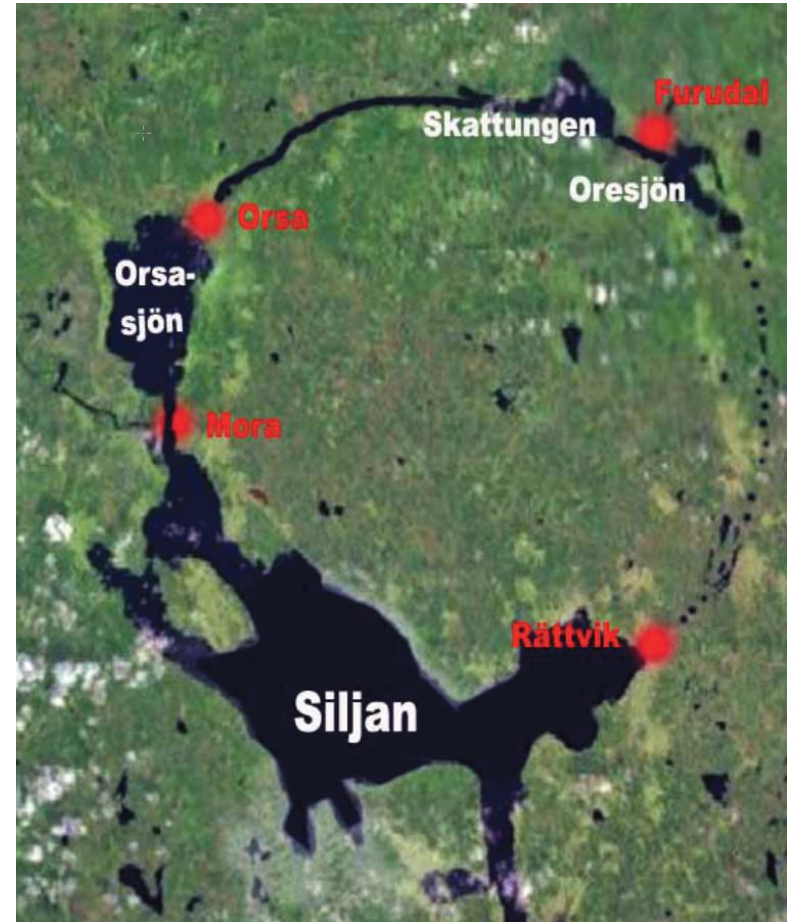 Furudal
Skattungen
Oresjön
Orsa
Orsa-
sjön
Mora
Rättvik
Siljan